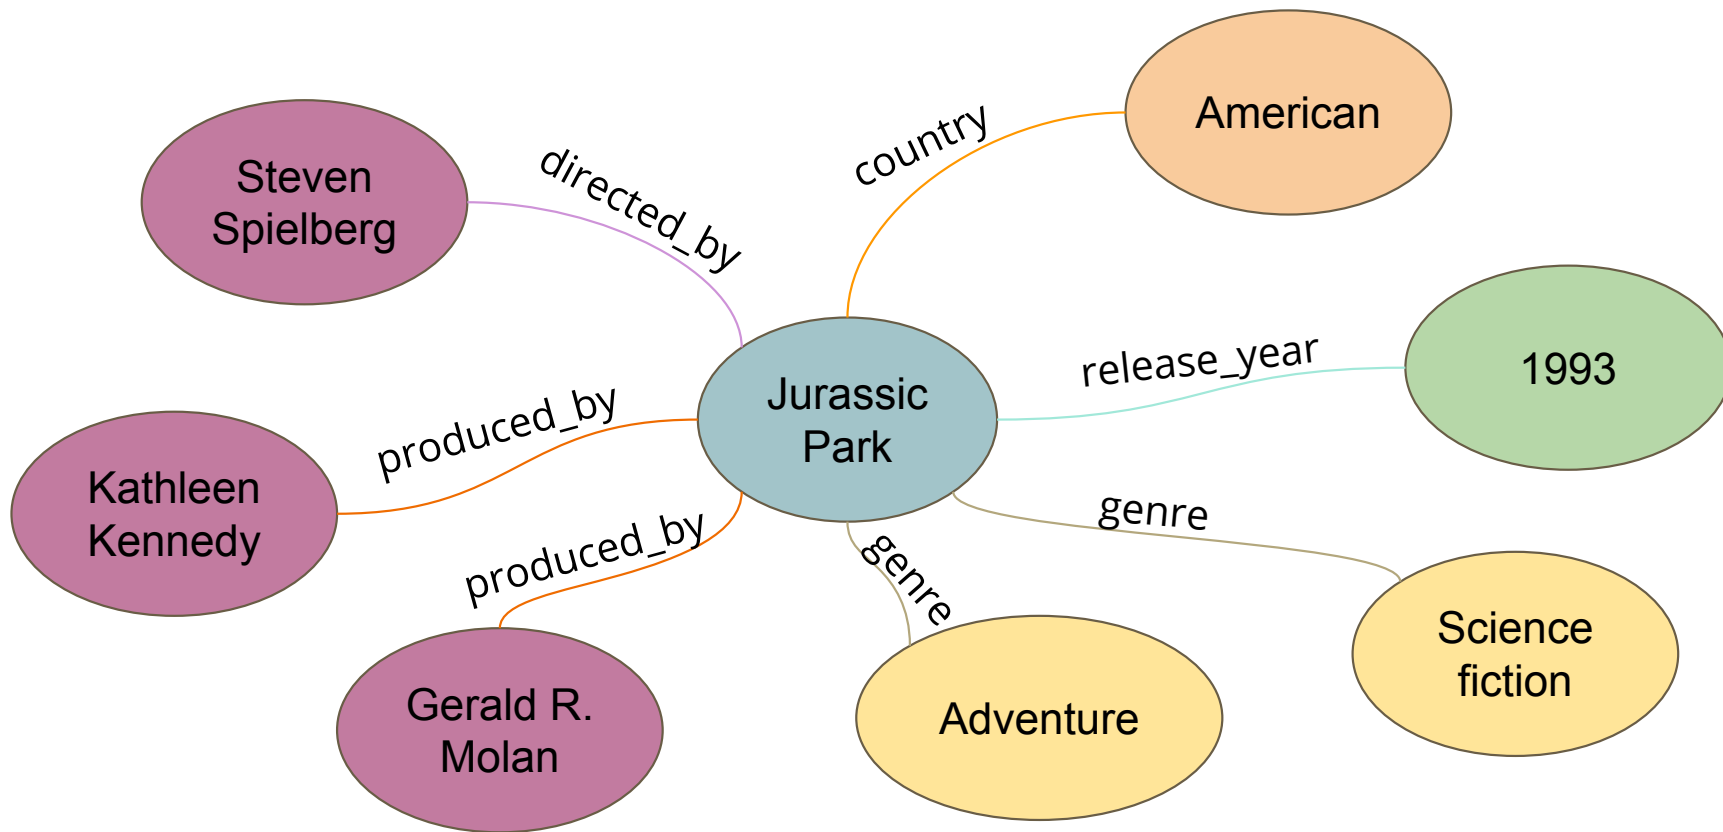 American
country
Steven
Spielberg
directed_by
1993
release_year
Jurassic
Park
produced_by
Kathleen
Kennedy
genre
produced_by
genre
Science
fiction
Gerald R.
Molan
Adventure